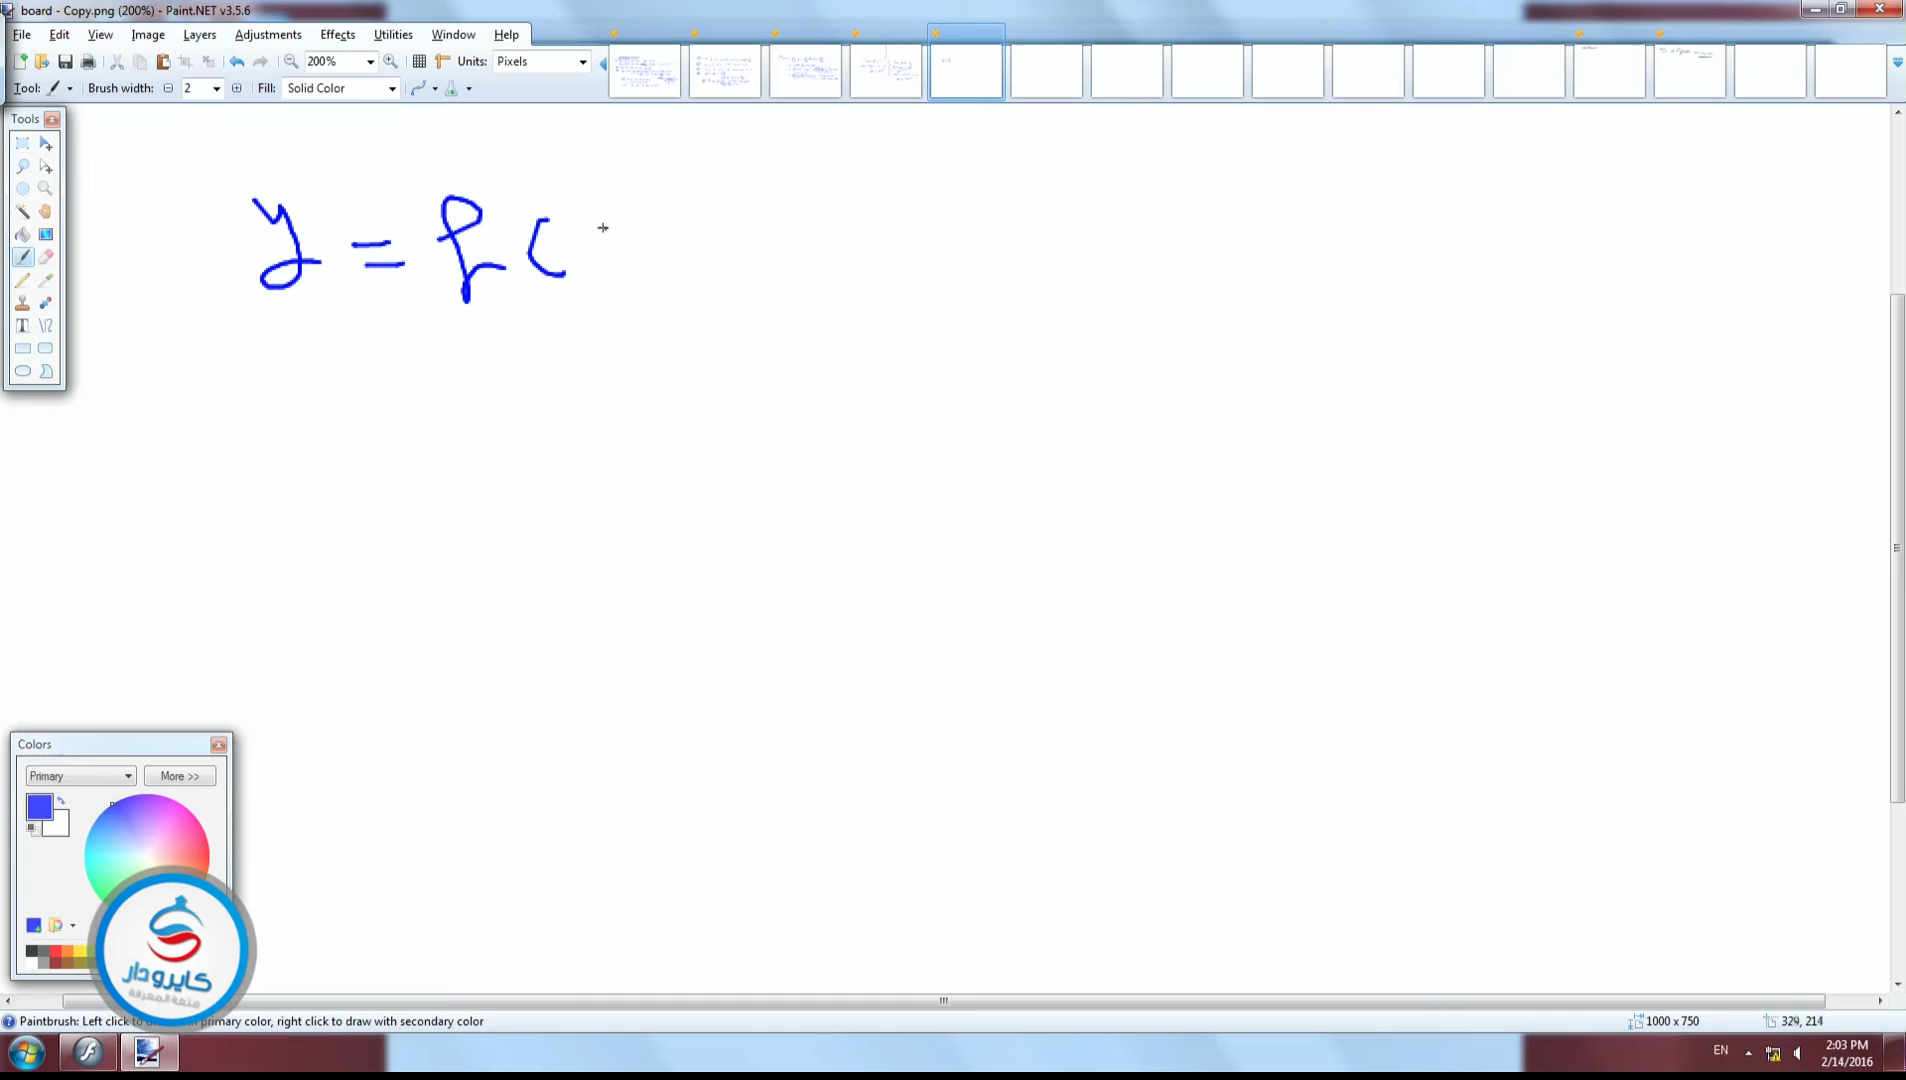 board - Copy.png (200%) - Paint.NET v3.5.6
File Edit View Image Layers Adjustments Effects Utilities Window Help
200% Units: Pixels
Tool: Brush width: 2 Fill: Solid Color
Tools
y = f (
Colors
Primary More >>
كايرودار
متعة المعرفة
Paintbrush: Left click to primary color, right click to draw with secondary color
1000 x 750 329, 214
EN 2:03 PM
2/14/2016